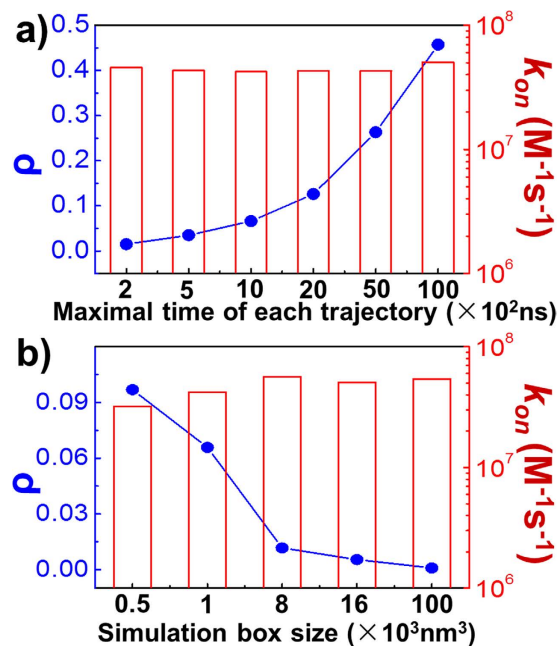 a)
0.5
0.4
0.3
0.2
0.1
0.0
ρ
10⁸
10⁷
10⁶
k_on (M⁻¹s⁻¹)
2 5 10 20 50 100
Maximal time of each trajectory (×10²ns)
b)
0.09
0.06
0.03
0.00
ρ
10⁸
10⁷
10⁶
k_on (M⁻¹s⁻¹)
0.5 1 8 16 100
Simulation box size (×10³nm³)